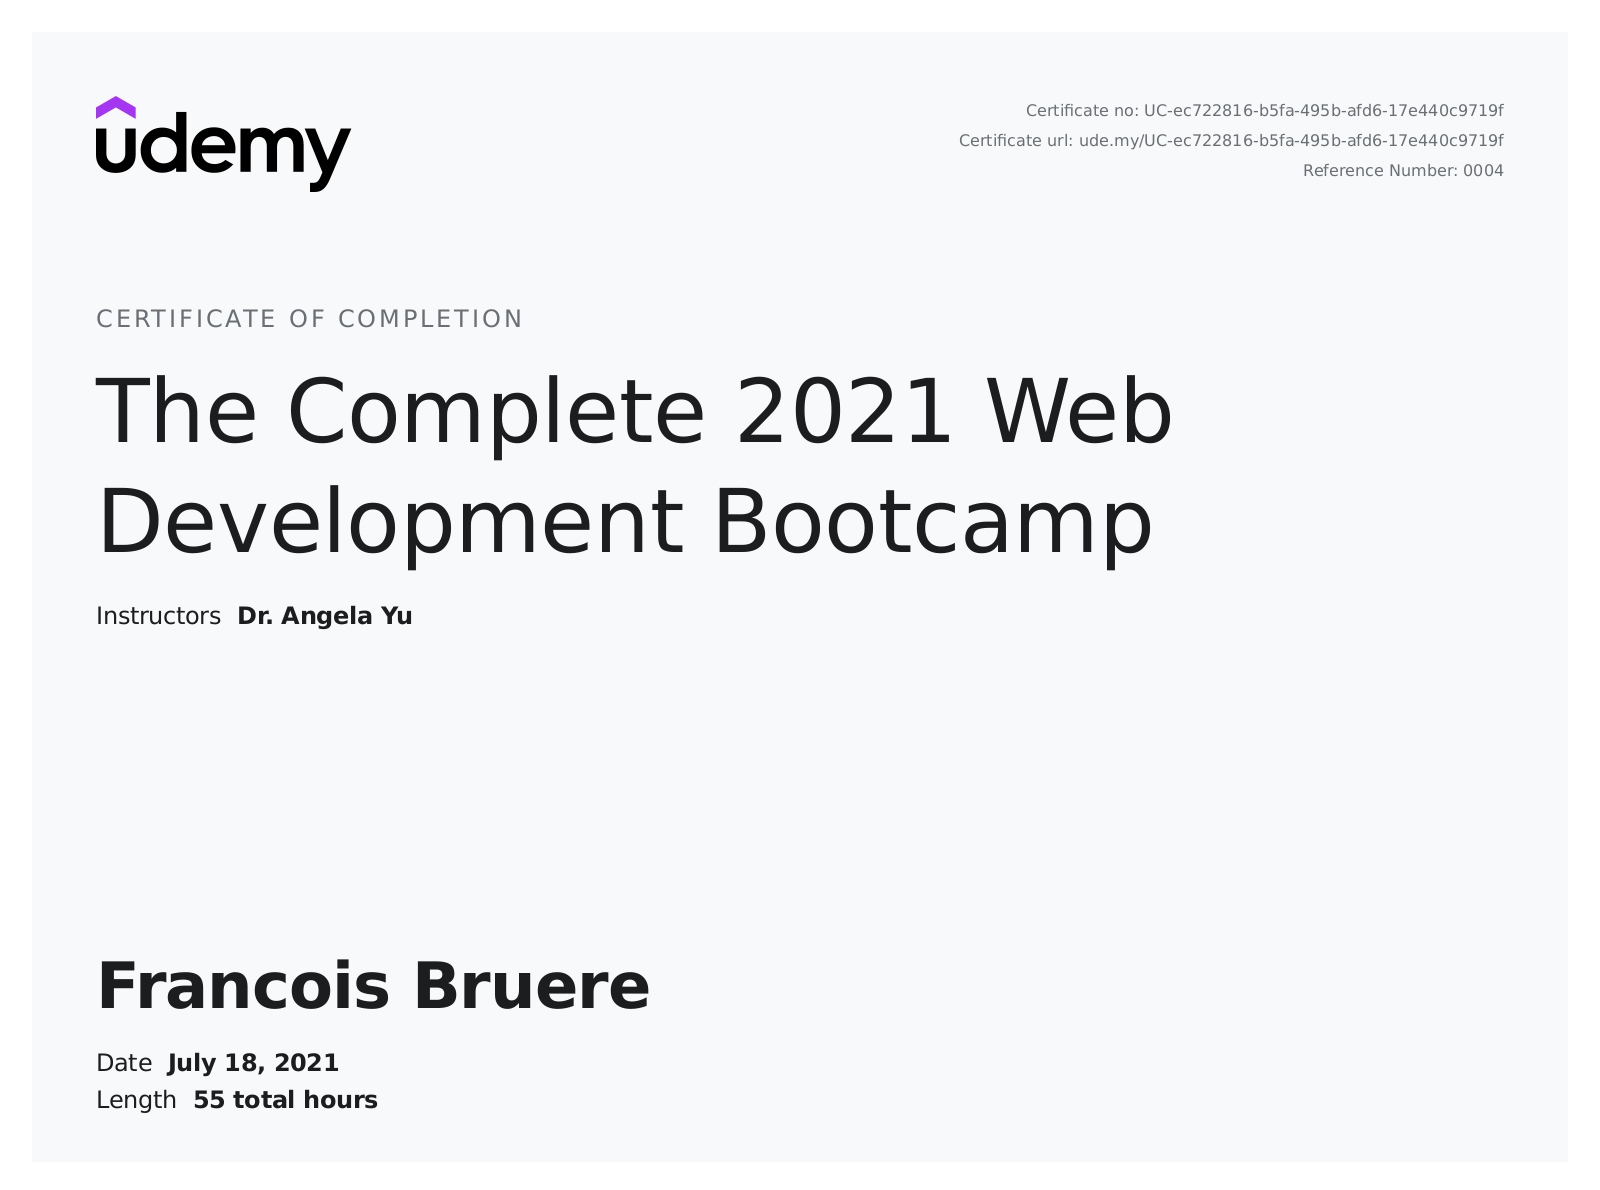 udemy
Certificate no: UC-ec722816-b5fa-495b-afd6-17e440c9719f
Certificate url: ude.my/UC-ec722816-b5fa-495b-afd6-17e440c9719f
Reference Number: 0004
CERTIFICATE OF COMPLETION
The Complete 2021 Web
Development Bootcamp
Instructors Dr. Angela Yu
Francois Bruere
Date July 18, 2021
Length 55 total hours